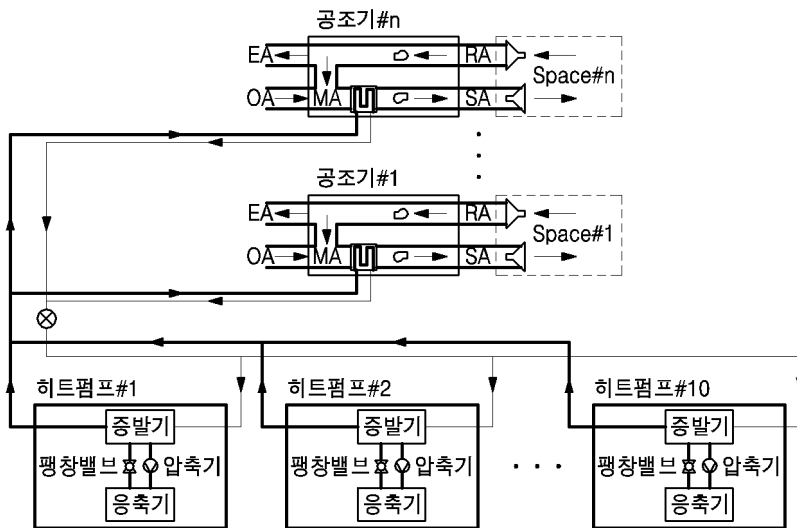 공조기#n
EA
RA
Space#n
OA
MA
SA
공조기#1
EA
RA
Space#1
OA
MA
SA
히트펌프#1
히트펌프#2
히트펌프#10
증발기
증발기
증발기
팽창밸브
압축기
팽창밸브
압축기
팽창밸브
압축기
응축기
응축기
응축기